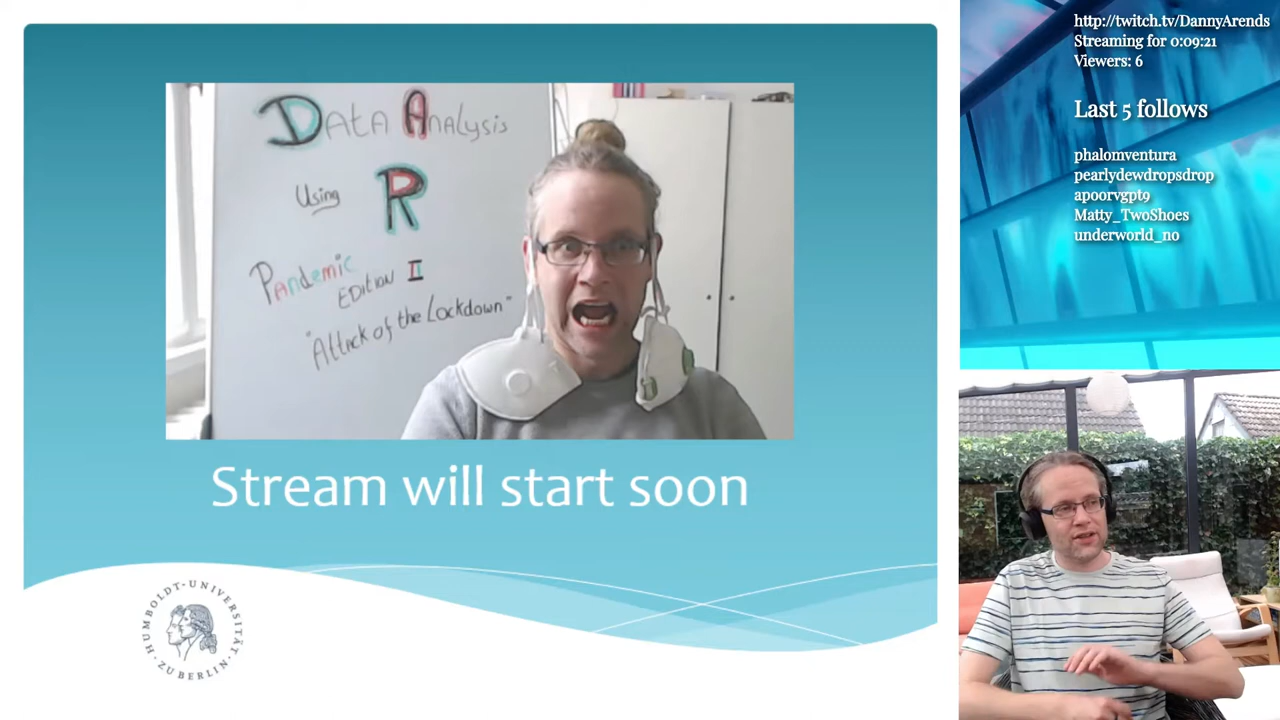 DATA ANALYSIS
Using R
PANdemic
EDITION II
"Attack of the Lockdown"
Stream will start soon
HUMBOLDT-UNIVERSITÄT
ZU BERLIN
http://twitch.tv/DannyArends
Streaming for 0:09:21
Viewers: 6
Last 5 follows
phalomventura
pearlydewdropsdrop
apoorvgpt9
Matty_TwoShoes
underworld_no